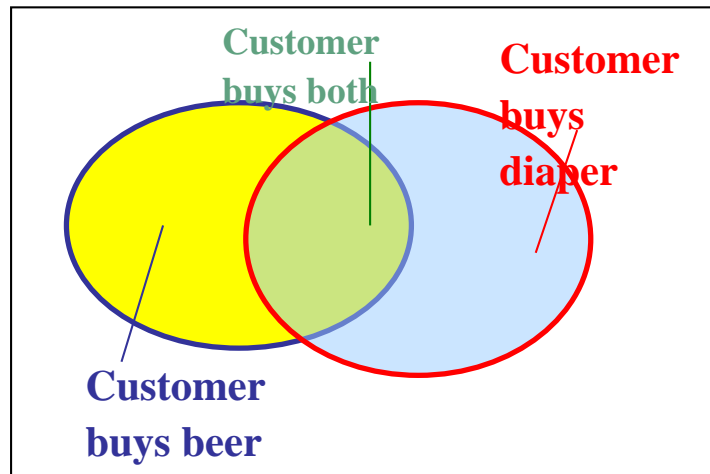 Customer
buys both
Customer
buys
diaper
Customer
buys beer